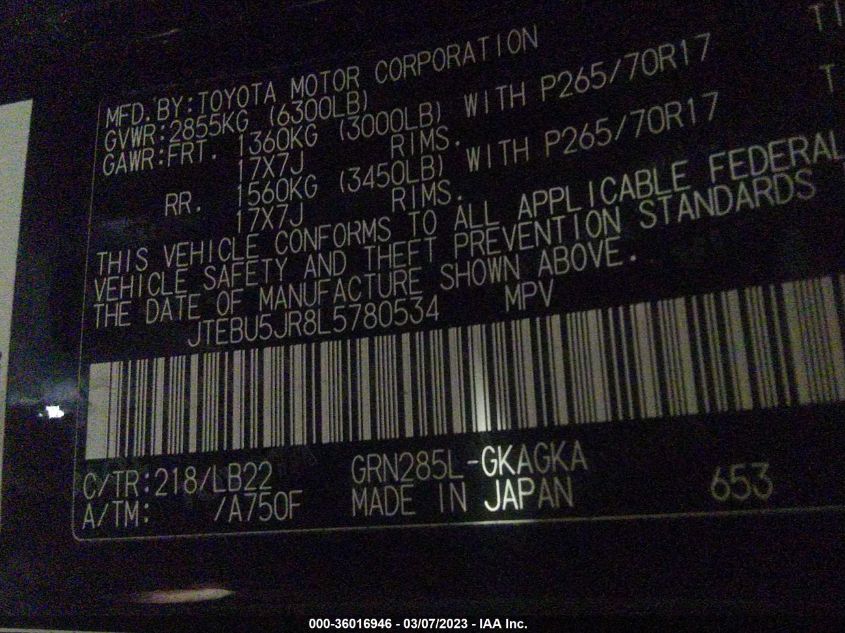 MFD.BY:TOYOTA MOTOR CORPORATION
GVWR:2855KG (6300LB)
GAWR:FRT. 1360KG (3000LB) WITH P265/70R17
17X7J RIMS.
RR. 1560KG (3450LB) WITH P265/70R17
17X7J RIMS.
THIS VEHICLE CONFORMS TO ALL APPLICABLE FEDERAL
VEHICLE SAFETY AND THEFT PREVENTION STANDARDS
THE DATE OF MANUFACTURE SHOWN ABOVE.
JTEBU5JR8L5780534 MPV
C/TR:218/LB22 GRN285L-GKAGKA
A/TM: /A750F MADE IN JAPAN 653
000-36016946 - 03/07/2023 - IAA Inc.